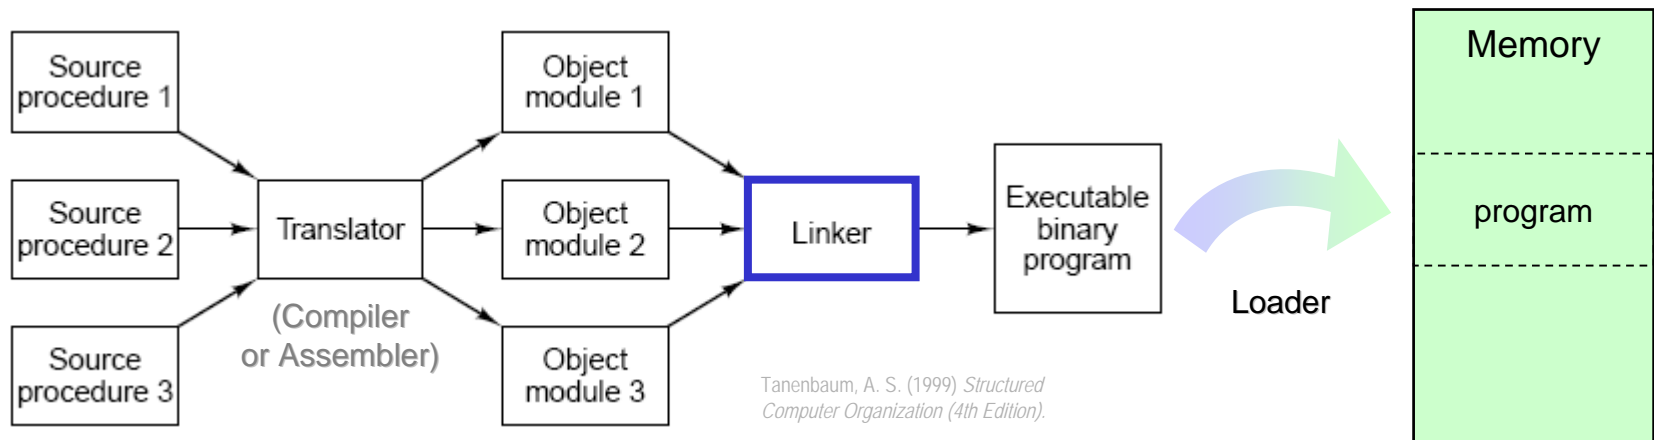 Source
procedure 1
Source
procedure 2
Source
procedure 3
Translator
(Compiler
or Assembler)
Object
module 1
Object
module 2
Object
module 3
Linker
Executable
binary
program
Loader
Memory
program
Tanenbaum, A. S. (1999) Structured
Computer Organization (4th Edition).